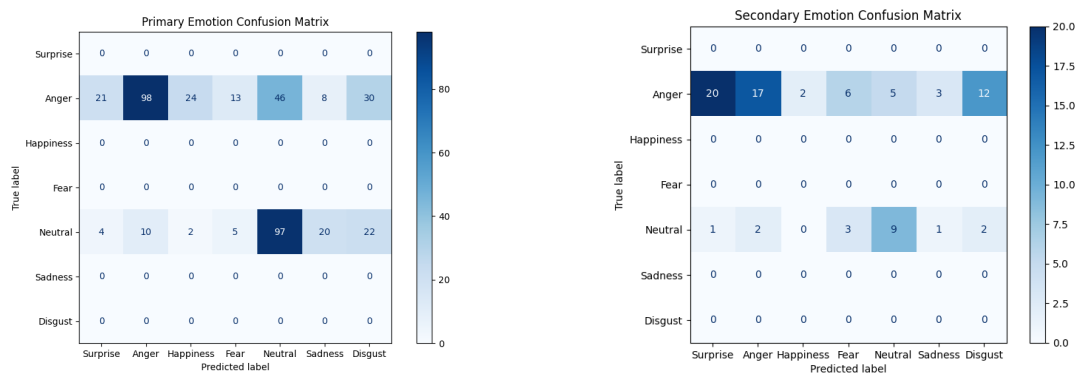 Primary Emotion Confusion Matrix
Surprise 0 0 0 0 0 0 0
Anger 21 98 24 13 46 8 30
Happiness 0 0 0 0 0 0 0
Fear 0 0 0 0 0 0 0
Neutral 4 10 2 5 97 20 22
Sadness 0 0 0 0 0 0 0
Disgust 0 0 0 0 0 0 0
Surprise Anger Happiness Fear Neutral Sadness Disgust
Predicted label
True label
80
60
40
20
0
Secondary Emotion Confusion Matrix
Surprise 0 0 0 0 0 0 0
Anger 20 17 2 6 5 3 12
Happiness 0 0 0 0 0 0 0
Fear 0 0 0 0 0 0 0
Neutral 1 2 0 3 9 1 2
Sadness 0 0 0 0 0 0 0
Disgust 0 0 0 0 0 0 0
Surprise Anger Happiness Fear Neutral Sadness Disgust
Predicted label
True label
20.0
17.5
15.0
12.5
10.0
7.5
5.0
2.5
0.0